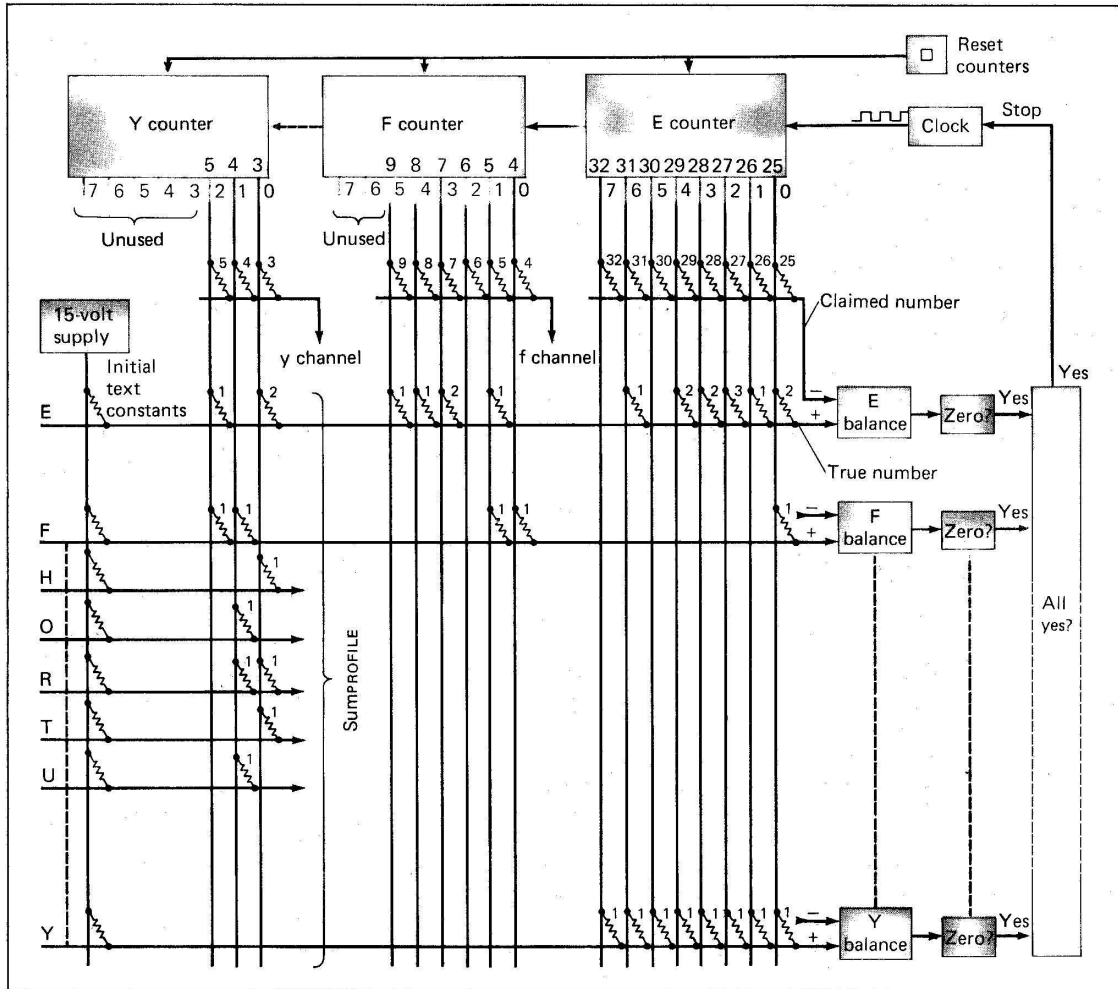 Reset
counters
Y counter
F counter
E counter
Clock
Stop
5 4 3
7 6 5 4 3 2 1 0
Unused
9 8 7 6 5 4
7 6 5 4 3 2 1 0
Unused
32 31 30 29 28 27 26 25
7 6 5 4 3 2 1 0
5 4 3
9 8 7 6 5 4
32 31 30 29 28 27 26 25
Claimed number
15-volt
supply
y channel
f channel
Initial
text
constants
Yes
E
1 2
1 1 2 1
1 2 2 3 1 2
−
+
E
balance
Zero?
Yes
True number
F
1 1
1 1
1
−
+
F
balance
Zero?
Yes
H
1
O
1
R
1 1
T
1
U
1
SUMPROFILE
All
yes?
Y
1 1 1 1 1 1 1 1
−
+
Y
balance
Zero?
Yes